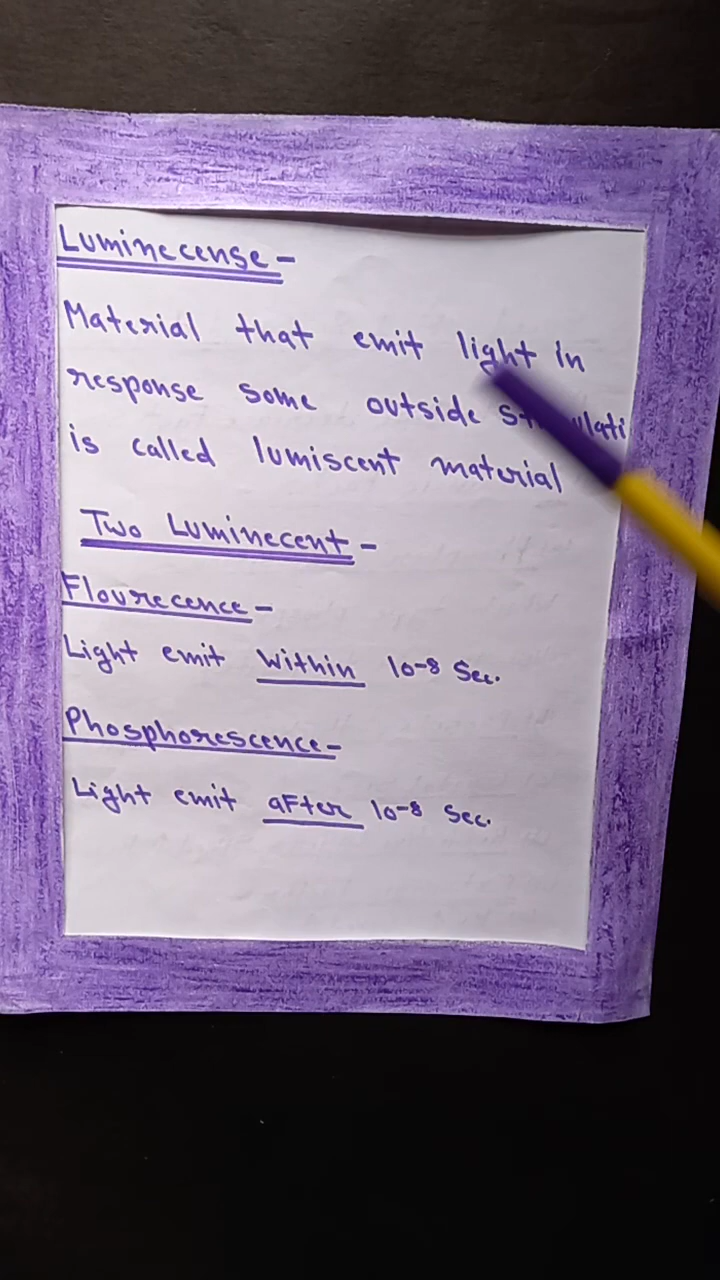 Luminecense -
Material that emit light in
response some outside
is called lumiscent material
Two Luminecent -
Flourecence -
Light emit within 10-8 Sec.
Phosphorescence -
Light emit after 10-8 Sec.